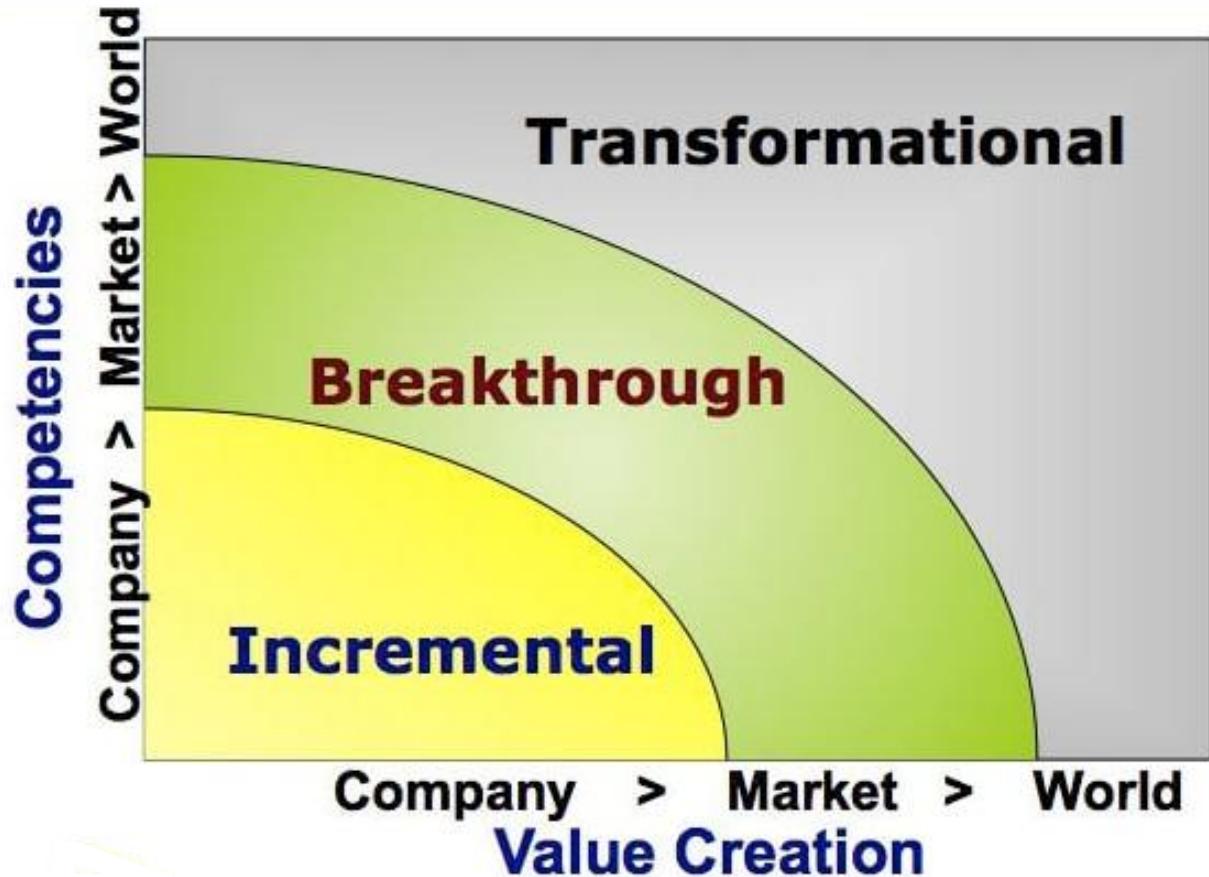 Competencies
Company > Market > World
Transformational
Breakthrough
Incremental
Company > Market > World
Value Creation